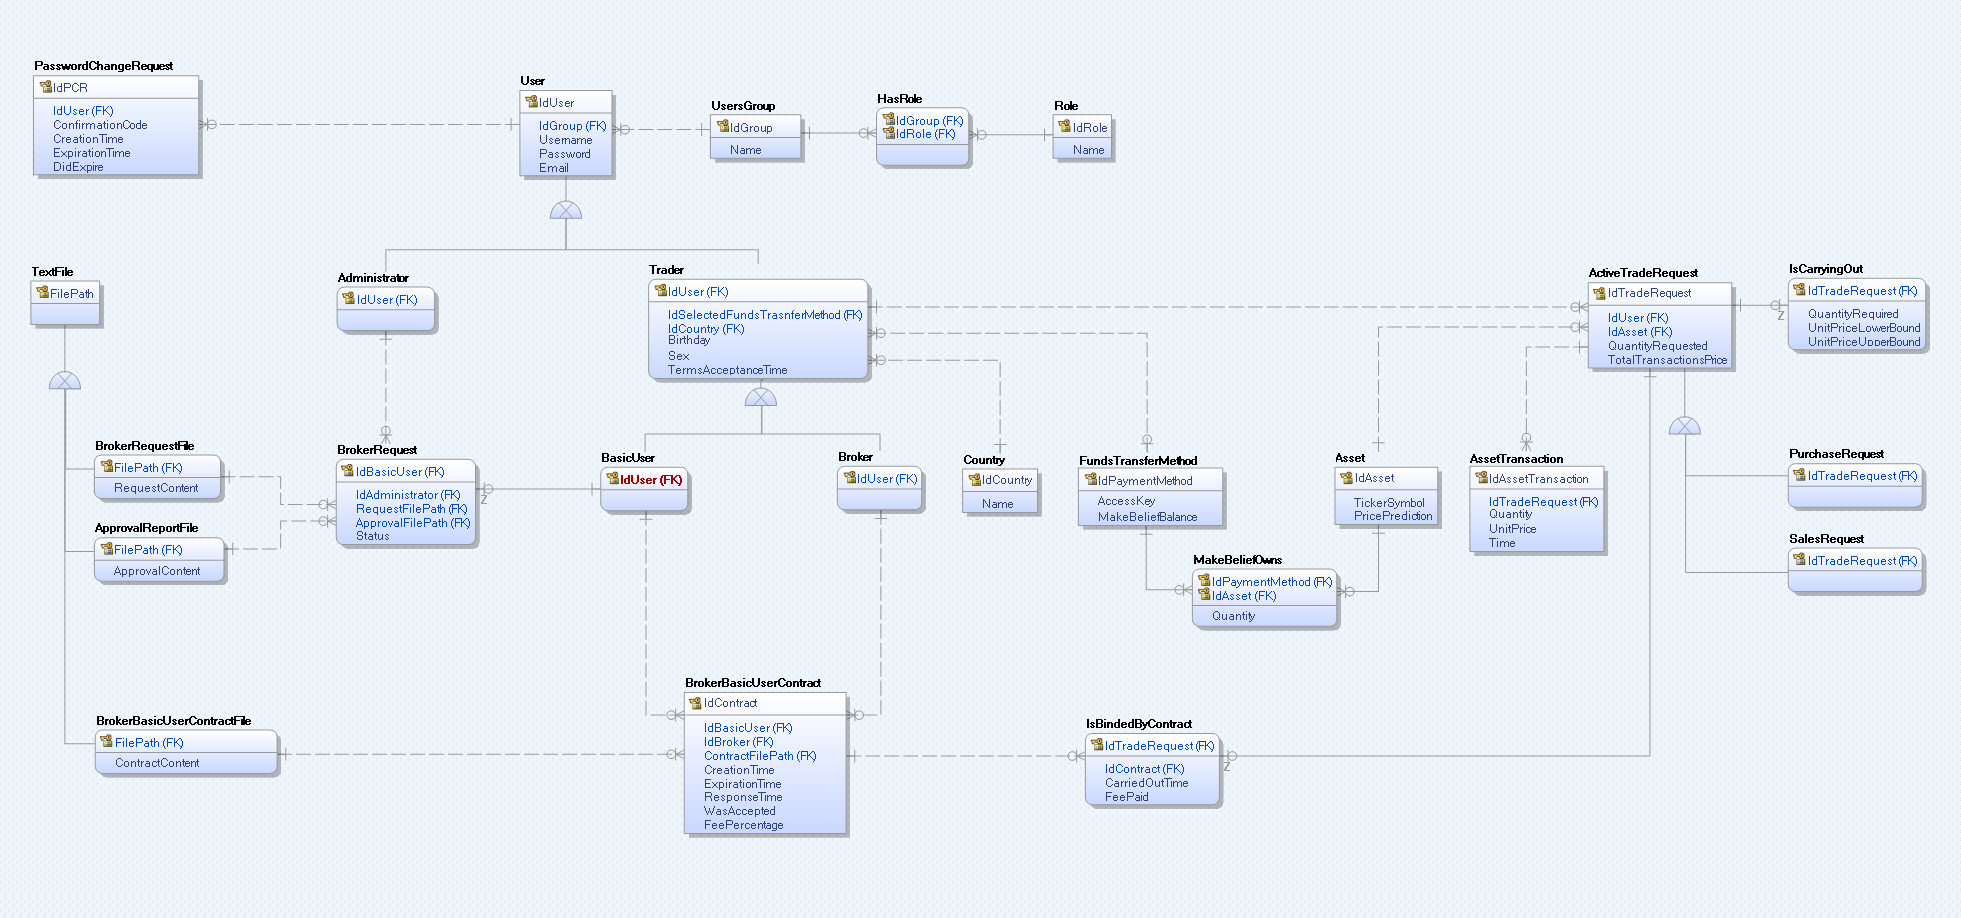 PasswordChangeRequest
IdPCR
IdUser (FK)
ConfirmationCode
CreationTime
ExpirationTime
DidExpire
User
IdUser
IdGroup (FK)
Username
Password
Email
UsersGroup
IdGroup
Name
HasRole
IdGroup (FK)
IdRole (FK)
Role
IdRole
Name
TextFile
FilePath
Administrator
IdUser (FK)
Trader
IdUser (FK)
IdSelectedFundsTrasnferMethod (FK)
IdCountry (FK)
Birthday
Sex
TermsAcceptanceTime
ActiveTradeRequest
IdTradeRequest
IdUser (FK)
IdAsset (FK)
QuantityRequested
TotalTransactionsPrice
IsCarryingOut
IdTradeRequest (FK)
QuantityRequired
UnitPriceLowerBound
UnitPriceUpperBound
Z
BrokerRequestFile
FilePath (FK)
RequestContent
ApprovalReportFile
FilePath (FK)
ApprovalContent
BrokerRequest
IdBasicUser (FK)
IdAdministrator (FK)
RequestFilePath (FK)
ApprovalFilePath (FK)
Status
Z
BasicUser
IdUser (FK)
Broker
IdUser (FK)
Country
IdCountry
Name
FundsTransferMethod
IdPaymentMethod
AccessKey
MakeBeliefBalance
Asset
IdAsset
TickerSymbol
PricePrediction
AssetTransaction
IdAssetTransaction
IdTradeRequest (FK)
Quantity
UnitPrice
Time
PurchaseRequest
IdTradeRequest (FK)
SalesRequest
IdTradeRequest (FK)
MakeBeliefOwns
IdPaymentMethod (FK)
IdAsset (FK)
Quantity
BrokerBasicUserContractFile
FilePath (FK)
ContractContent
BrokerBasicUserContract
IdContract
IdBasicUser (FK)
IdBroker (FK)
ContractFilePath (FK)
CreationTime
ExpirationTime
ResponseTime
WasAccepted
FeePercentage
IsBindedByContract
IdTradeRequest (FK)
IdContract (FK)
CarriedOutTime
FeePaid
Z